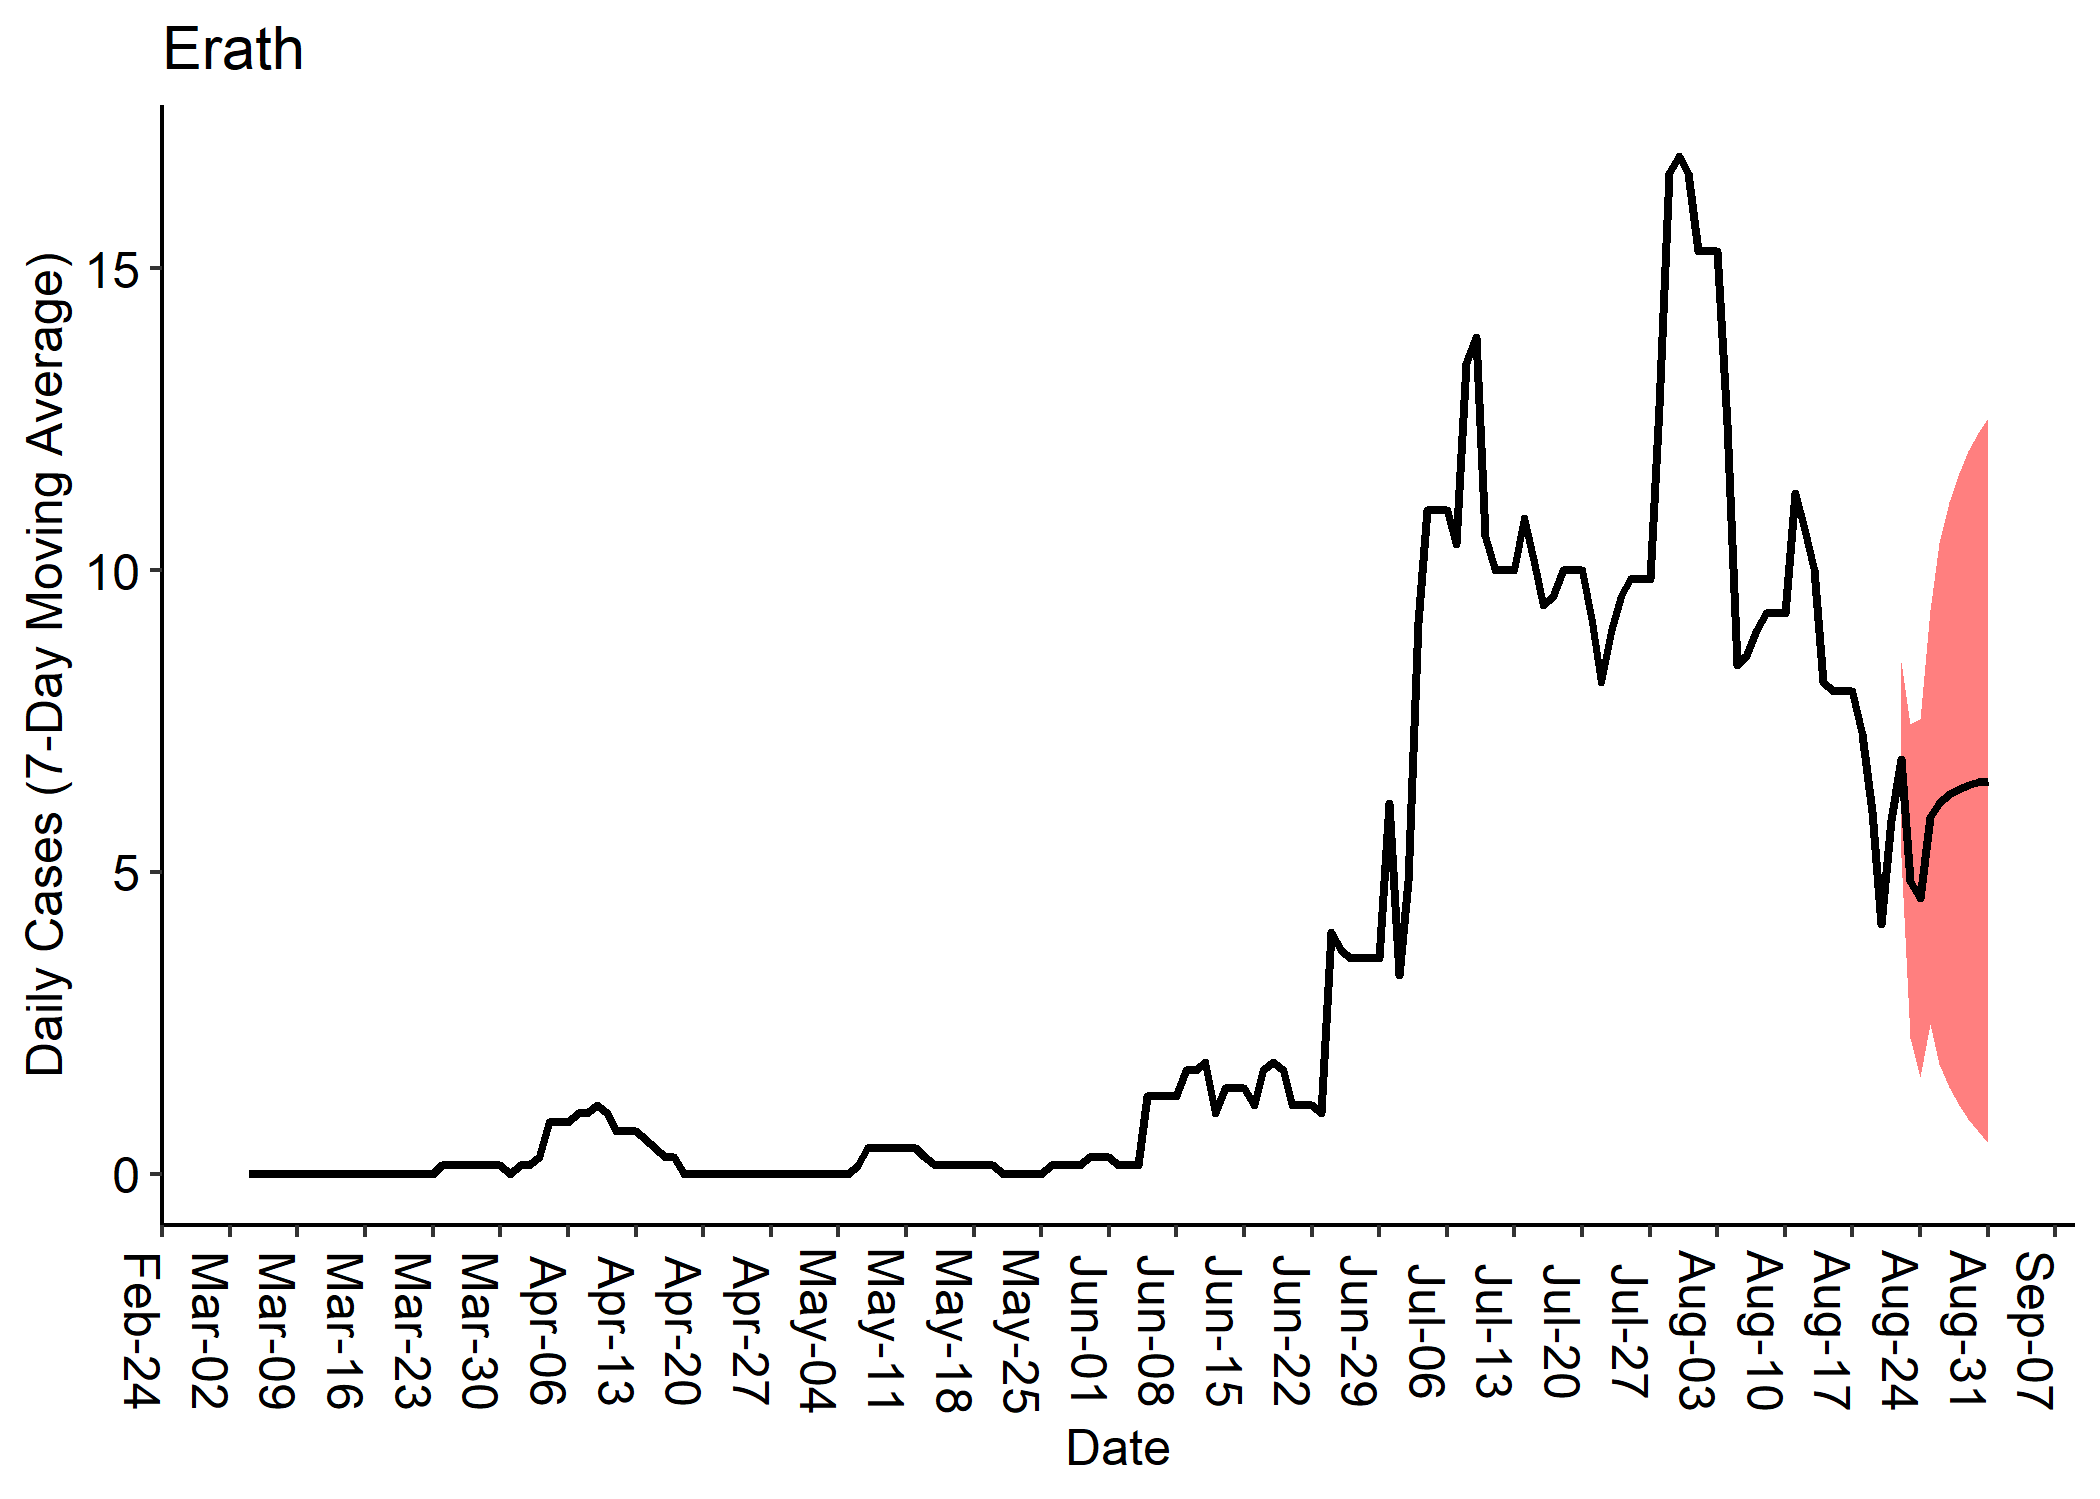 Erath
Daily Cases (7-Day Moving Average)
15
10
5
0
Feb-24
Mar-02
Mar-09
Mar-16
Mar-23
Mar-30
Apr-06
Apr-13
Apr-20
Apr-27
May-04
May-11
May-18
May-25
Jun-01
Jun-08
Jun-15
Jun-22
Jun-29
Jul-06
Jul-13
Jul-20
Jul-27
Aug-03
Aug-10
Aug-17
Aug-24
Aug-31
Sep-07
Date